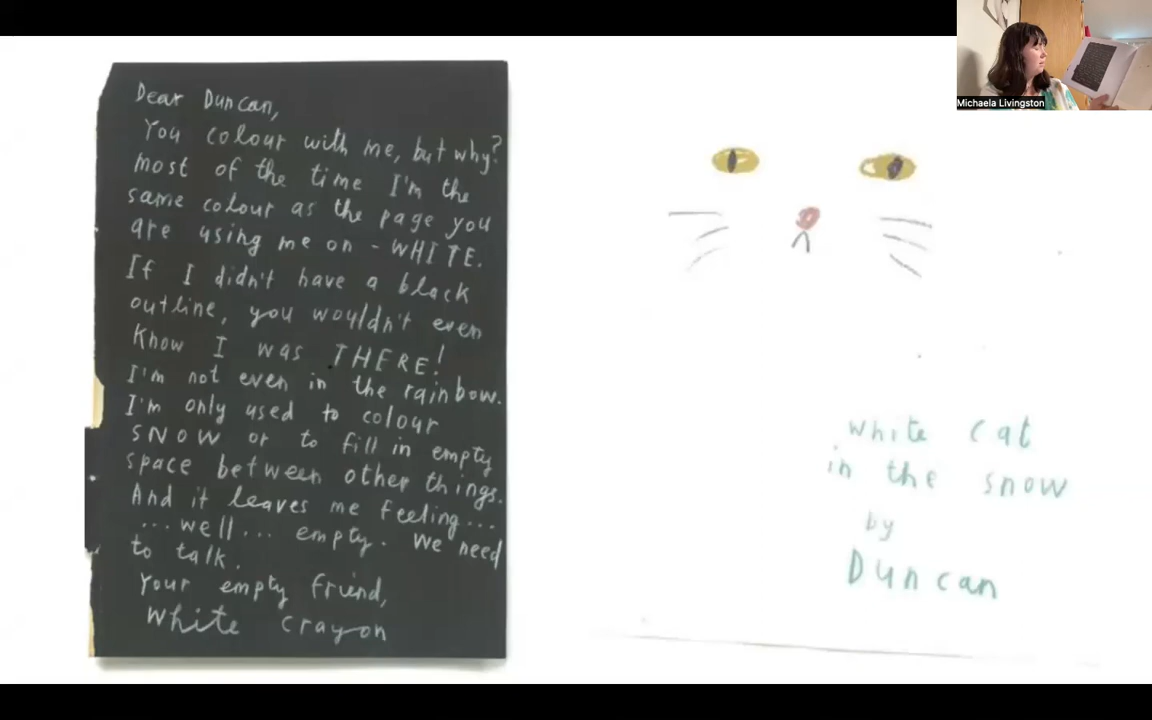 Dear Duncan,
You colour with me, but why?
most of the time I'm the
same colour as the page you
are using me on - WHITE.
If I didn't have a black
outline, you wouldn't even
know I was THERE!
I'm not even in the rainbow.
I'm only used to colour
SNOW or to fill in empty
space between other things.
And it leaves me feeling...
...well... empty. We need
to talk.
Your empty friend,
White crayon
white cat
in the snow
by
Duncan
Michaela Livingston